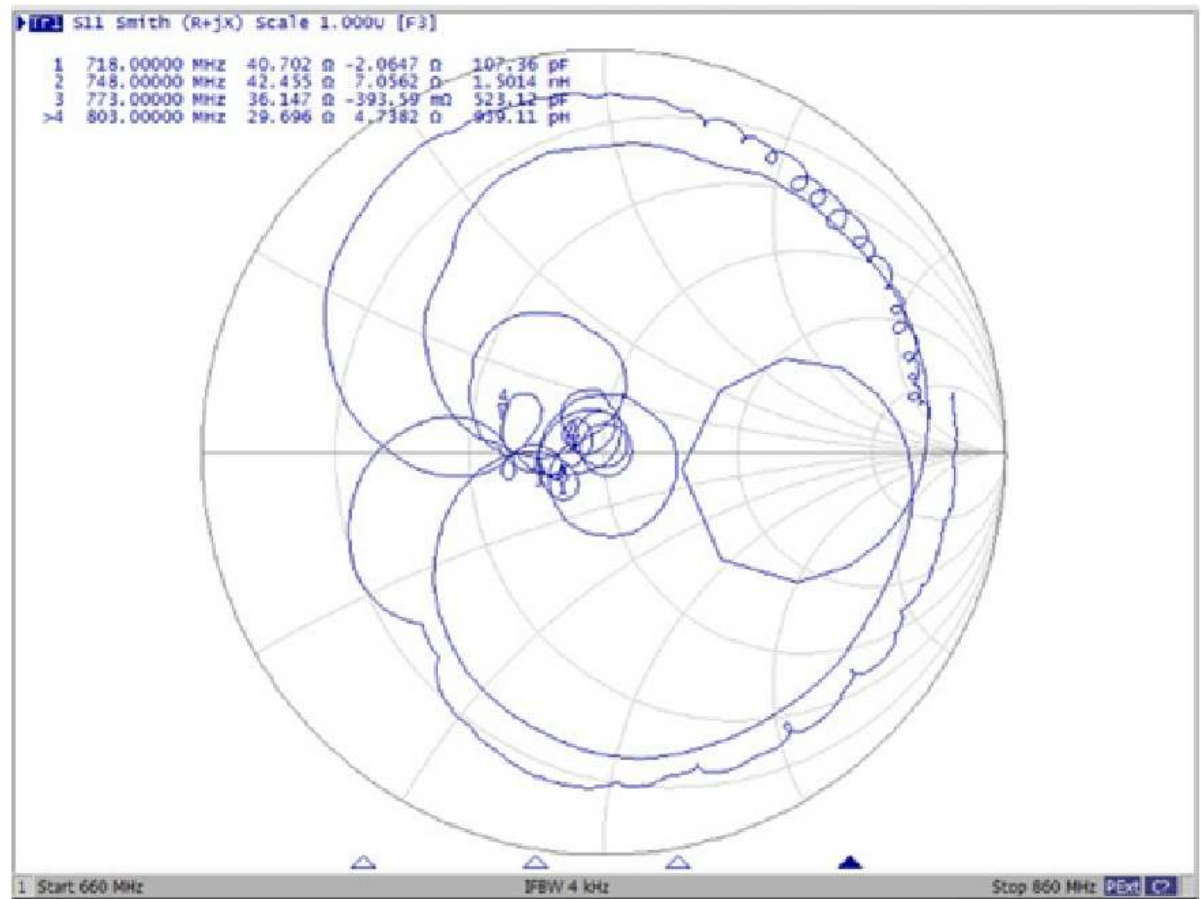 Tr1 S11 Smith (R+jX) Scale 1.000U [F3]
1 718.00000 MHz 40.702 Ω -2.0647 Ω 107.36 pF
2 748.00000 MHz 42.455 Ω 7.0562 Ω 1.5014 nH
3 773.00000 MHz 36.147 Ω -393.59 mΩ 523.12 pF
>4 803.00000 MHz 29.696 Ω 4.7382 Ω 939.11 pH
4
1 Start 660 MHz IFBW 4 kHz Stop 860 MHz PExt C?